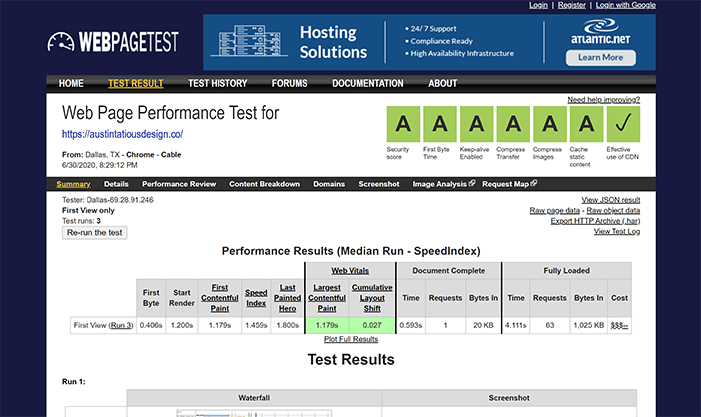 Login | Register | Login with Google
WEBPAGETEST
Hosting Solutions
• 24/ 7 Support
• Compliance Ready
• High Availability Infrastructure
ATLANTIC.NET
Learn More
HOME TEST RESULT TEST HISTORY FORUMS DOCUMENTATION ABOUT
Need help improving?
Web Page Performance Test for
https://austintatiousdesign.co/
From: Dallas, TX - Chrome - Cable
6/30/2020, 8:29:12 PM
A A A A A A ✓
Security score
First Byte Time
Keep-alive Enabled
Compress Transfer
Compress Images
Cache static content
Effective use of CDN
Summary Details Performance Review Content Breakdown Domains Screenshot Image Analysis Request Map
Tester: Dallas-69.28.91.246
First View only
Test runs: 3
Re-run the test
View JSON result
Raw page data - Raw object data
Export HTTP Archive (.har)
View Test Log
Performance Results (Median Run - SpeedIndex)
Web Vitals Document Complete Fully Loaded
First Byte Start Render First Contentful Paint Speed Index Last Painted Hero Largest Contentful Paint Cumulative Layout Shift Time Requests Bytes In Time Requests Bytes In Cost
First View (Run 3) 0.406s 1.200s 1.179s 1.459s 1.800s 1.179s 0.027 0.593s 1 20 KB 4.111s 63 1,025 KB $$$--
Plot Full Results
Test Results
Run 1:
Waterfall Screenshot